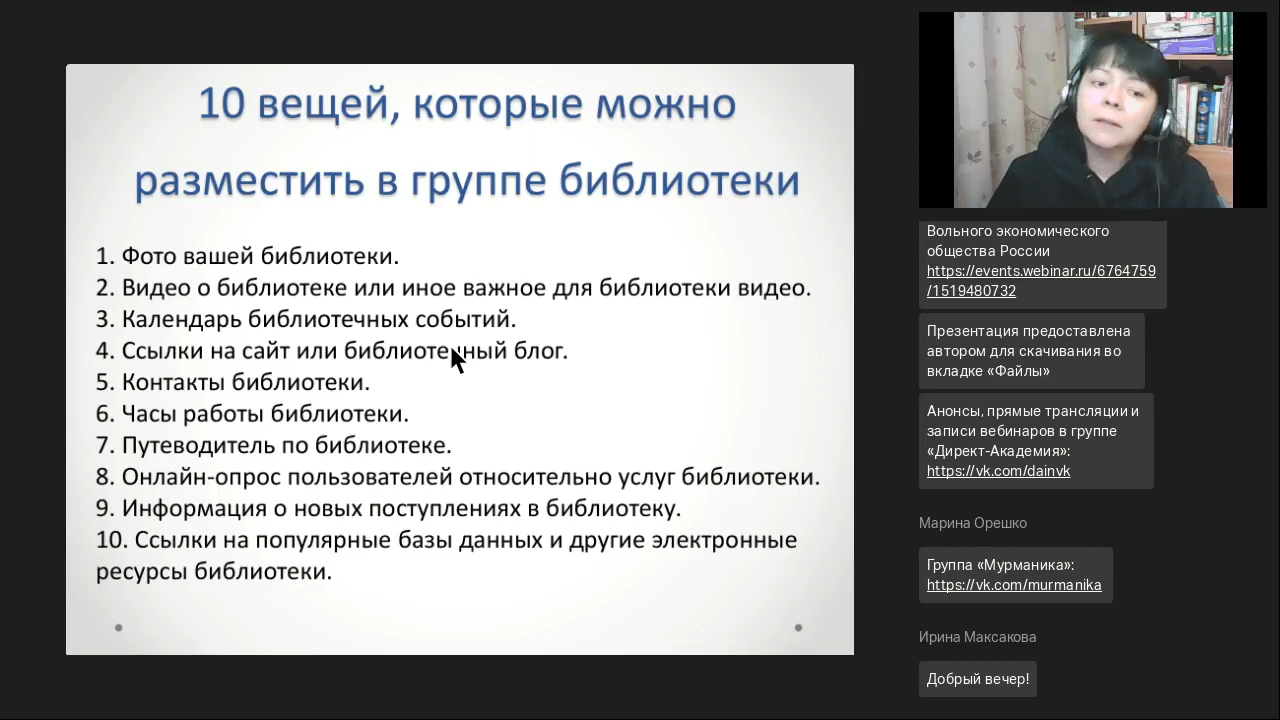 10 вещей, которые можно
разместить в группе библиотеки
1. Фото вашей библиотеки.
2. Видео о библиотеке или иное важное для библиотеки видео.
3. Календарь библиотечных событий.
4. Ссылки на сайт или библиотечный блог.
5. Контакты библиотеки.
6. Часы работы библиотеки.
7. Путеводитель по библиотеке.
8. Онлайн-опрос пользователей относительно услуг библиотеки.
9. Информация о новых поступлениях в библиотеку.
10. Ссылки на популярные базы данных и другие электронные
ресурсы библиотеки.
Вольного экономического
общества России
https://events.webinar.ru/6764759
/1519480732
Презентация предоставлена
автором для скачивания во
вкладке «Файлы»
Анонсы, прямые трансляции и
записи вебинаров в группе
«Директ-Академия»:
https://vk.com/dainvk
Марина Орешко
Группа «Мурманика»:
https://vk.com/murmanika
Ирина Максакова
Добрый вечер!